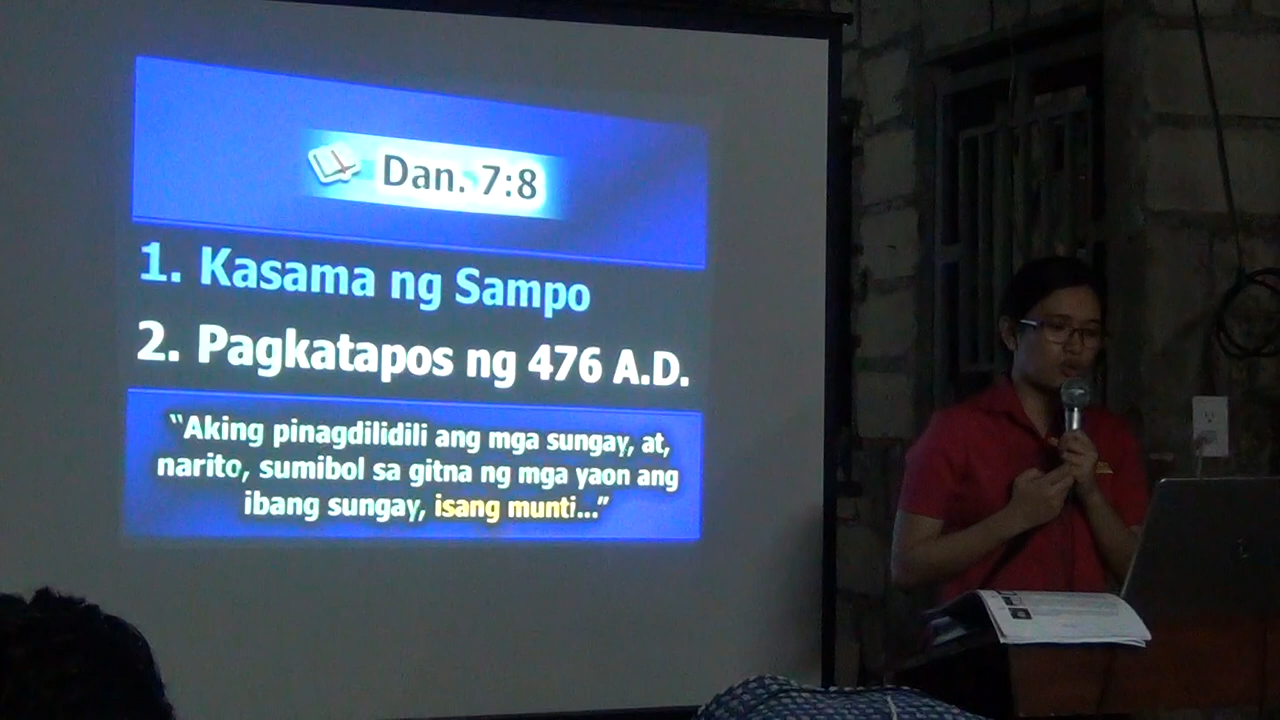 Dan. 7:8
1. Kasama ng Sampo
2. Pagkatapos ng 476 A.D.
“Aking pinagdilidili ang mga sungay, at,
narito, sumibol sa gitna ng mga yaon ang
ibang sungay, isang munti...”